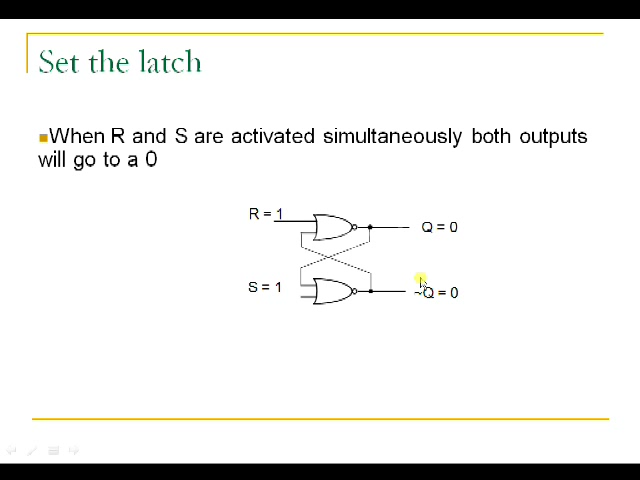 Set the latch
When R and S are activated simultaneously both outputs
will go to a 0
R = 1
Q = 0
S = 1
~Q = 0